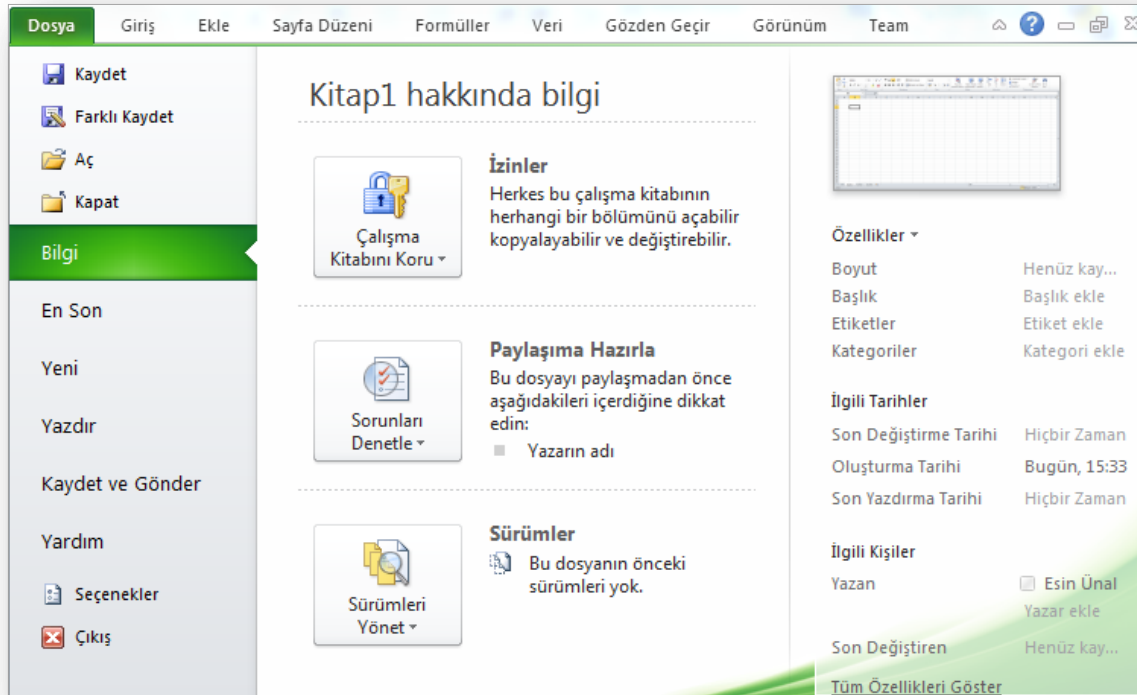 Dosya Giriş Ekle Sayfa Düzeni Formüller Veri Gözden Geçir Görünüm Team
Kaydet
Farklı Kaydet
Aç
Kapat
Bilgi
En Son
Yeni
Yazdır
Kaydet ve Gönder
Yardım
Seçenekler
Çıkış
Kitap1 hakkında bilgi
Çalışma
Kitabını Koru
İzinler
Herkes bu çalışma kitabının
herhangi bir bölümünü açabilir
kopyalayabilir ve değiştirebilir.
Sorunları
Denetle
Paylaşıma Hazırla
Bu dosyayı paylaşmadan önce
aşağıdakileri içerdiğine dikkat
edin:
Yazarın adı
Sürümleri
Yönet
Sürümler
Bu dosyanın önceki
sürümleri yok.
Özellikler
Boyut Henüz kay...
Başlık Başlık ekle
Etiketler Etiket ekle
Kategoriler Kategori ekle
İlgili Tarihler
Son Değiştirme Tarihi Hiçbir Zaman
Oluşturma Tarihi Bugün, 15:33
Son Yazdırma Tarihi Hiçbir Zaman
İlgili Kişiler
Yazan Esin Ünal
Yazar ekle
Son Değiştiren Henüz kay...
Tüm Özellikleri Göster